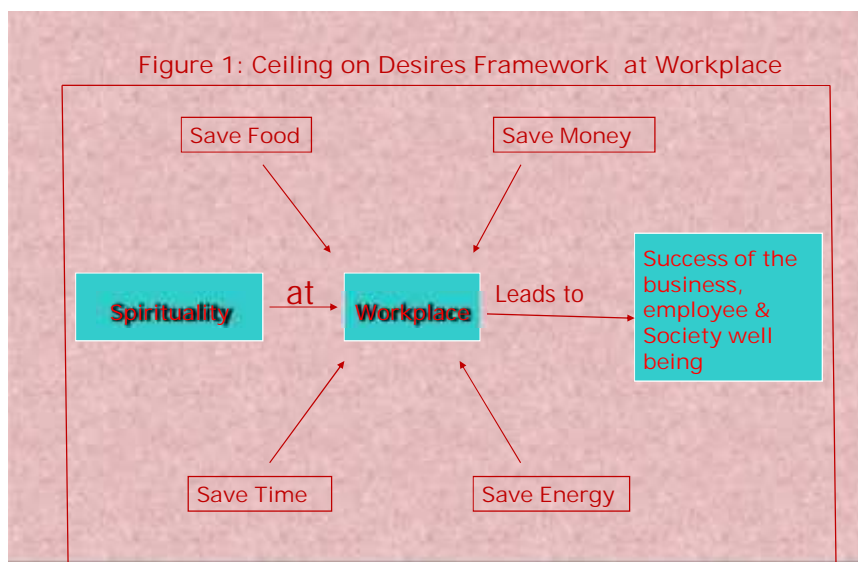 Figure 1: Ceiling on Desires Framework at Workplace
Save Food
Save Money
Spirituality
at
Workplace
Leads to
Success of the
business,
employee &
Society well
being
Save Time
Save Energy